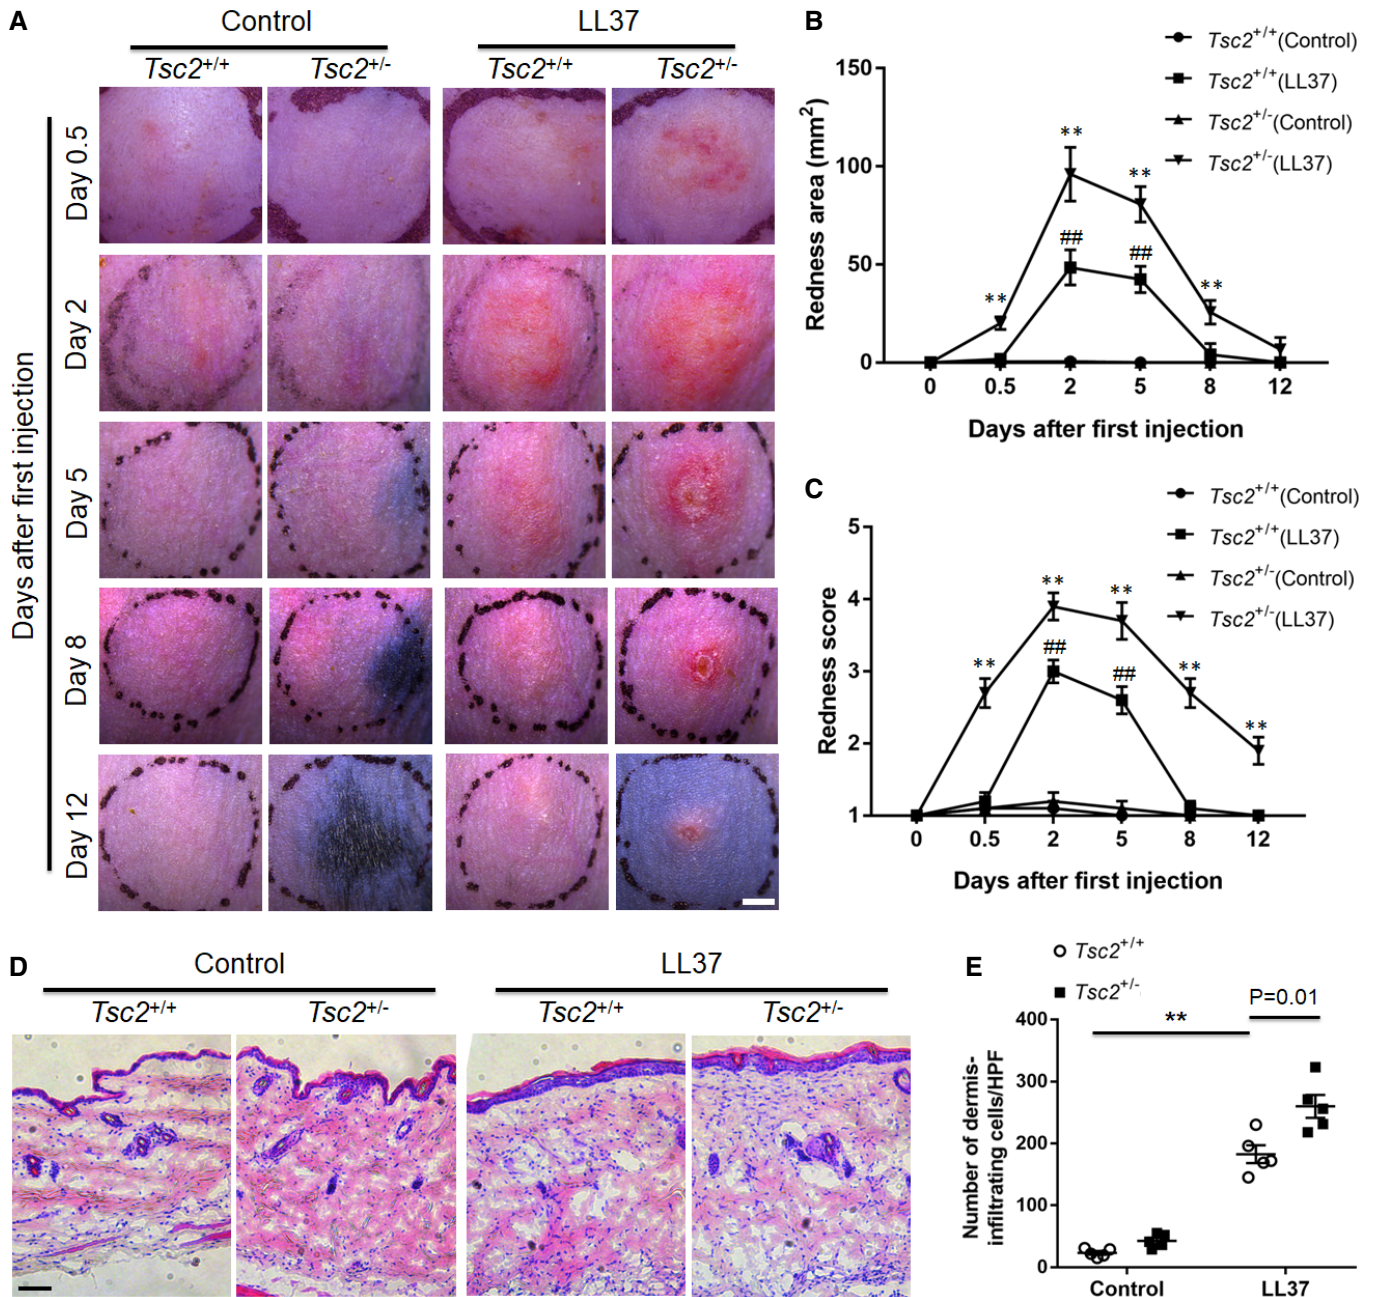 A
Control LL37
Tsc2+/+ Tsc2+/- Tsc2+/+ Tsc2+/-
Days after first injection
Day 0.5
Day 2
Day 5
Day 8
Day 12
B
Tsc2+/+(Control)
Tsc2+/+(LL37)
Tsc2+/-(Control)
Tsc2+/-(LL37)
Redness area (mm2)
150
100
50
0
** ** ** **
## ##
0 0.5 2 5 8 12
Days after first injection
C
Tsc2+/+(Control)
Tsc2+/+(LL37)
Tsc2+/-(Control)
Tsc2+/-(LL37)
Redness score
5
4
3
2
1
** ** ** ** **
## ##
0 0.5 2 5 8 12
Days after first injection
D
Control LL37
Tsc2+/+ Tsc2+/- Tsc2+/+ Tsc2+/-
E
Tsc2+/+
Tsc2+/-
P=0.01
**
Number of dermis-
infiltrating cells/HPF
400
300
200
100
0
Control LL37